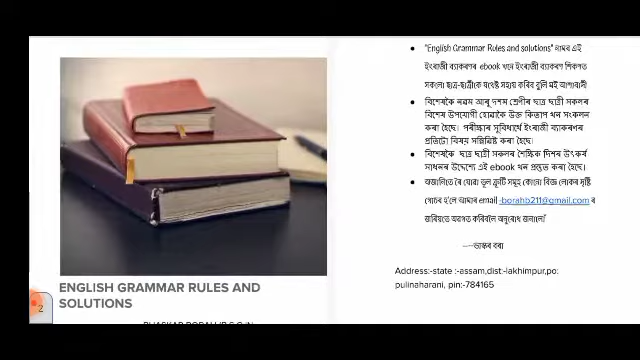 ENGLISH GRAMMAR RULES AND
SOLUTIONS
2
"English Grammar Rules and solutions" নামৰ এই
ইংৰাজী ব্যাকৰণৰ ebook খনে ইংৰাজী ব্যাকৰণ শিকণত
সকলো ছাত্ৰ-ছাত্ৰীকে যথেষ্ট সহায় কৰিব বুলি মই আশাবাদী
বিশেষকৈ নৱম আৰু দশম শ্ৰেণীৰ ছাত্ৰ ছাত্ৰী সকলৰ
বিশেষ উপযোগী হোৱাকৈ উক্ত কিতাপ খন সংকলন
কৰা হৈছে। পৰীক্ষাৰ সুবিধাৰ্থে ইংৰাজী ব্যাকৰণৰ
প্ৰতিটো বিষয় সন্নিৱিষ্ট কৰা হৈছে।
বিশেষকৈ ছাত্ৰ ছাত্ৰী সকলৰ শৈক্ষিক দিশৰ উৎকৰ্ষ
সাধনৰ উদ্দেশ্যে এই ebook খন প্ৰস্তুত কৰা হৈছে।
অজানিতে ৰৈ যোৱা ভুল ত্ৰুটি সমূহ কোনো বিজ্ঞ লোকৰ দৃষ্টি
গোচৰ হ'লে আমাৰ email -borahb211@gmail.com ৰ
জৰিয়তে অৱগত কৰিবলৈ অনুৰোধ জনালো
----ভাস্কৰ বৰা
Address:-state :-assam,dist:-lakhimpur,po:
pulinaharani, pin:-784165